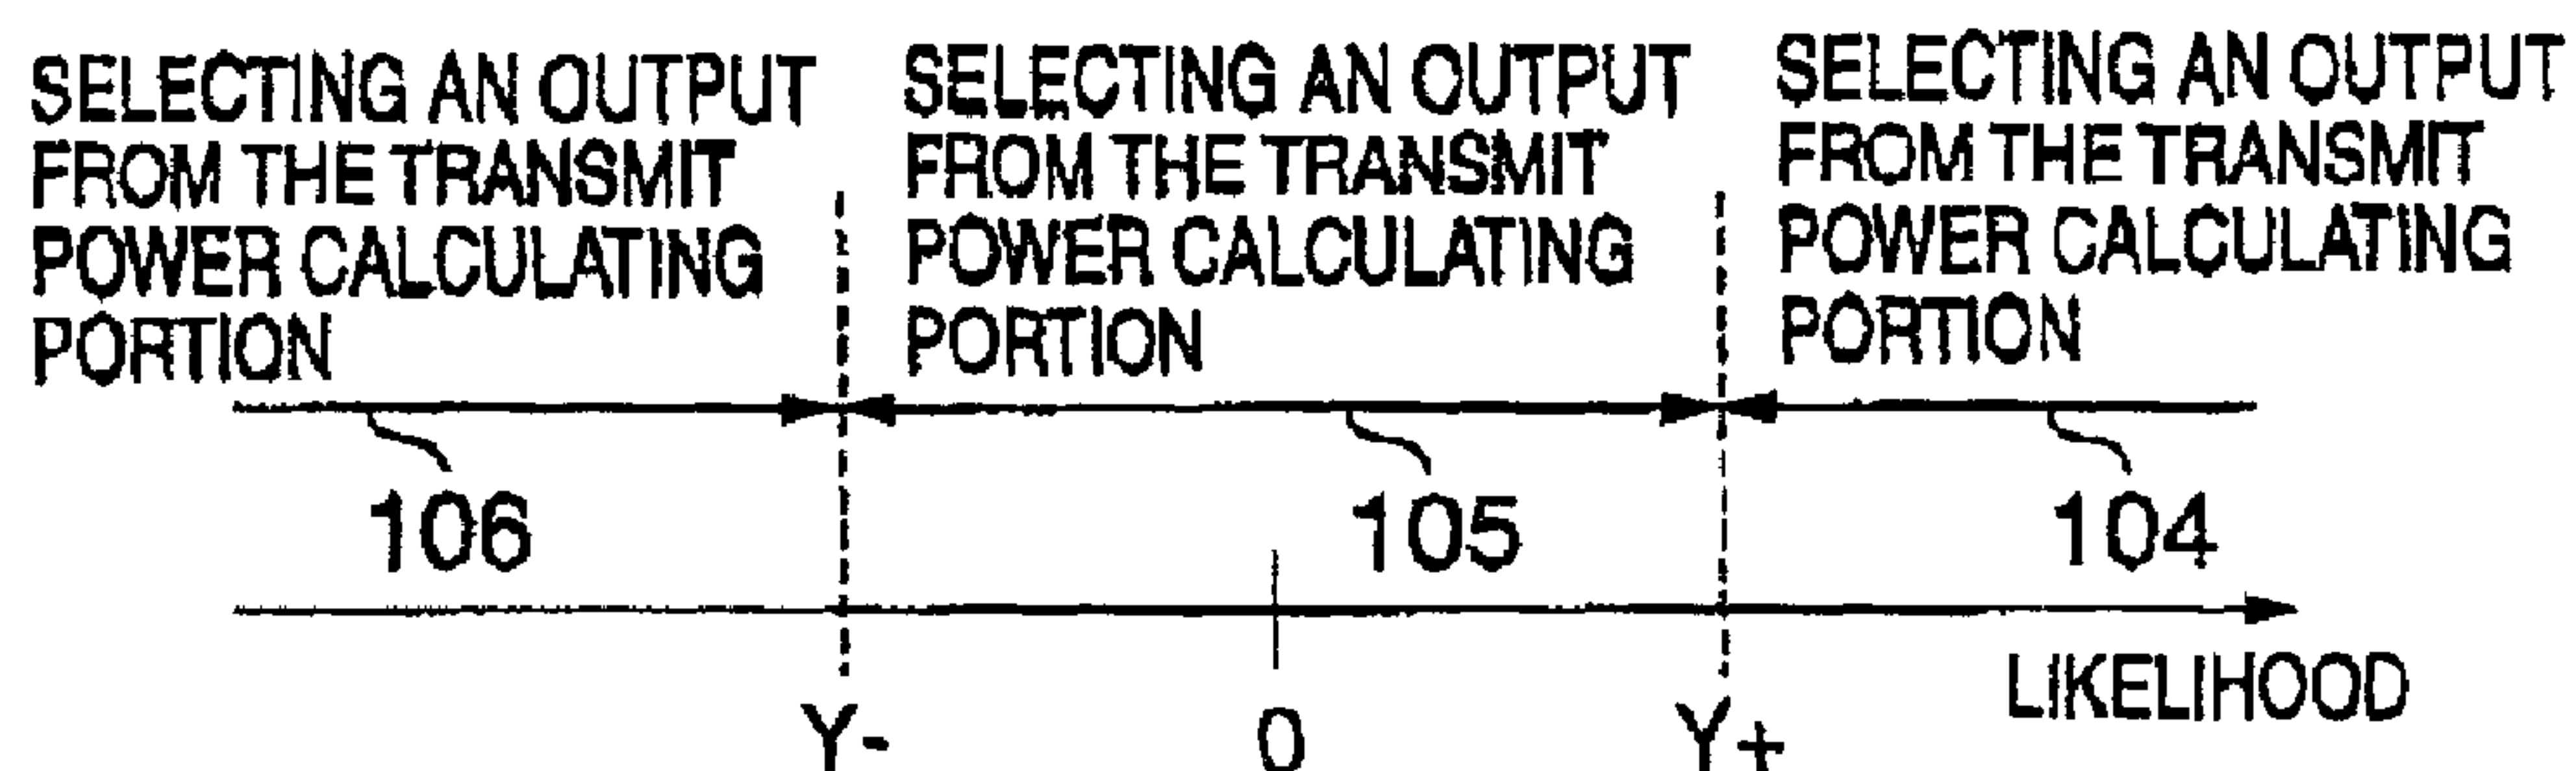 SELECTING AN OUTPUT
FROM THE TRANSMIT
POWER CALCULATING
PORTION
SELECTING AN OUTPUT
FROM THE TRANSMIT
POWER CALCULATING
PORTION
SELECTING AN OUTPUT
FROM THE TRANSMIT
POWER CALCULATING
PORTION
106
105
104
LIKELIHOOD
Y-
0
Y+